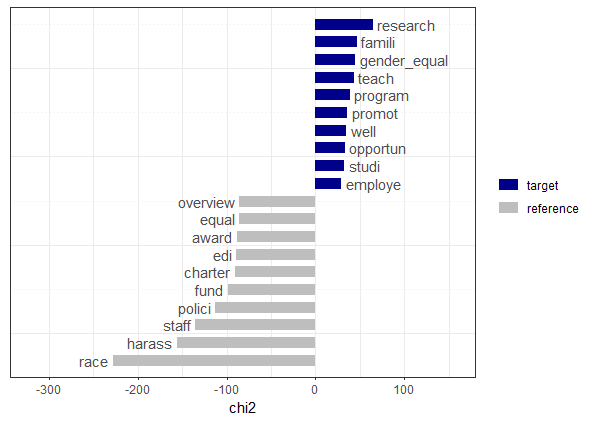 research
famili
gender_equal
teach
program
promot
well
opportun
studi
employe
overview
equal
award
edi
charter
fund
polici
staff
harass
race
target
reference
-300 -200 -100 0 100
chi2